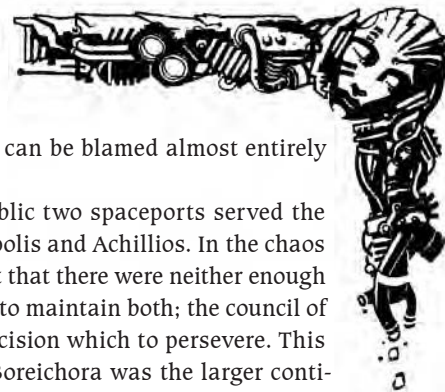 can be blamed almost entirely
blic two spaceports served the
polis and Achillios. In the chaos
t that there were neither enough
to maintain both; the council of
cision which to persevere. This
Boreichora was the larger conti-